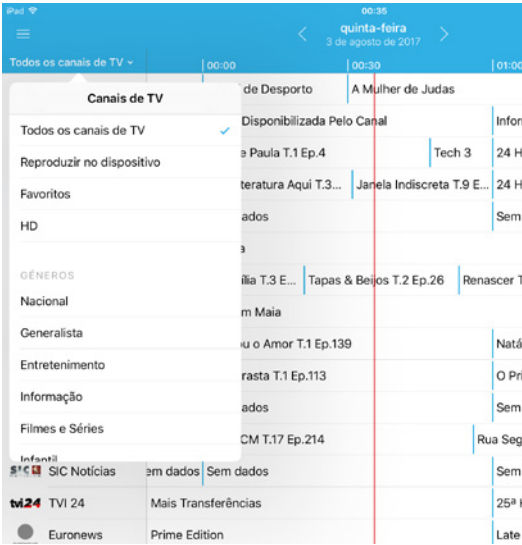 iPad 00:35
quinta-feira
3 de agosto de 2017
Todos os canais de TV 00:00 00:30 01:00
Canais de TV
Todos os canais de TV
Reproduzir no dispositivo
Favoritos
HD
GÉNEROS
Nacional
Generalista
Entretenimento
Informação
Filmes e Séries
Infantil
de Desporto A Mulher de Judas
Disponibilizada Pelo Canal Infor
e Paula T.1 Ep.4 Tech 3 24 H
teratura Aqui T.3... Janela Indiscreta T.9 E... 24 H
ados Sem
ília T.3 E... Tapas & Beijos T.2 Ep.26 Renascer T
m Maia
u o Amor T.1 Ep.139 Natá
rasta T.1 Ep.113 O Pri
ados Sem
CM T.17 Ep.214 Rua Seg
SIC Notícias em dados Sem dados Sem
tvi24 TVI 24 Mais Transferências 25ª
Euronews Prime Edition Late